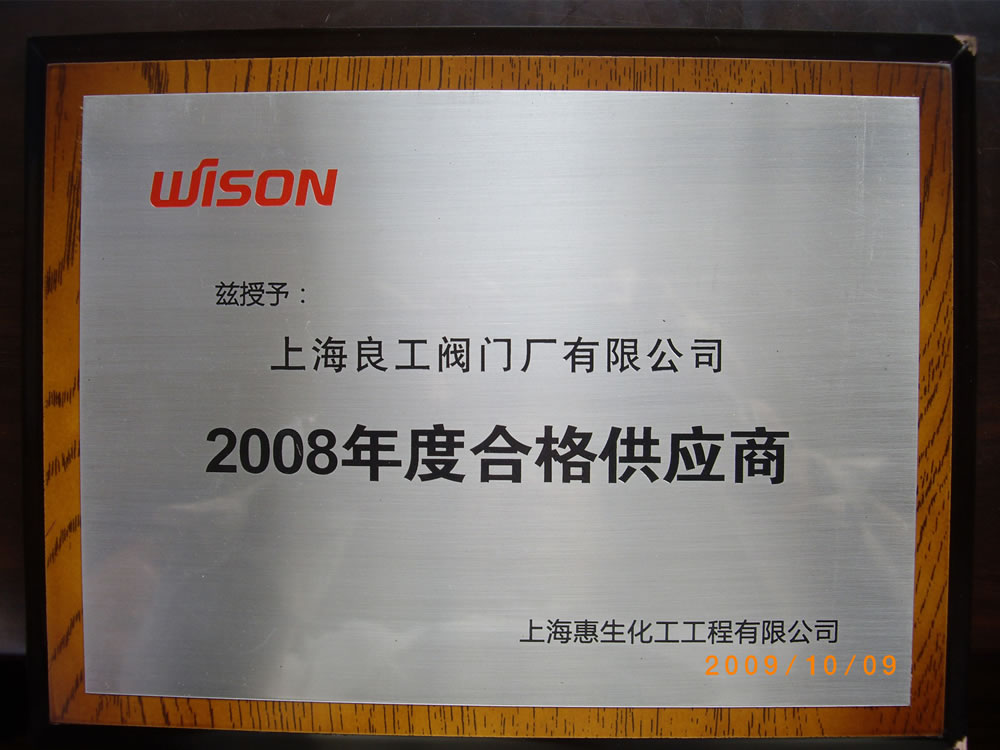 WISON
兹授予：
上海良工阀门厂有限公司
2008年度合格供应商
上海惠生化工工程有限公司
2009/10/09